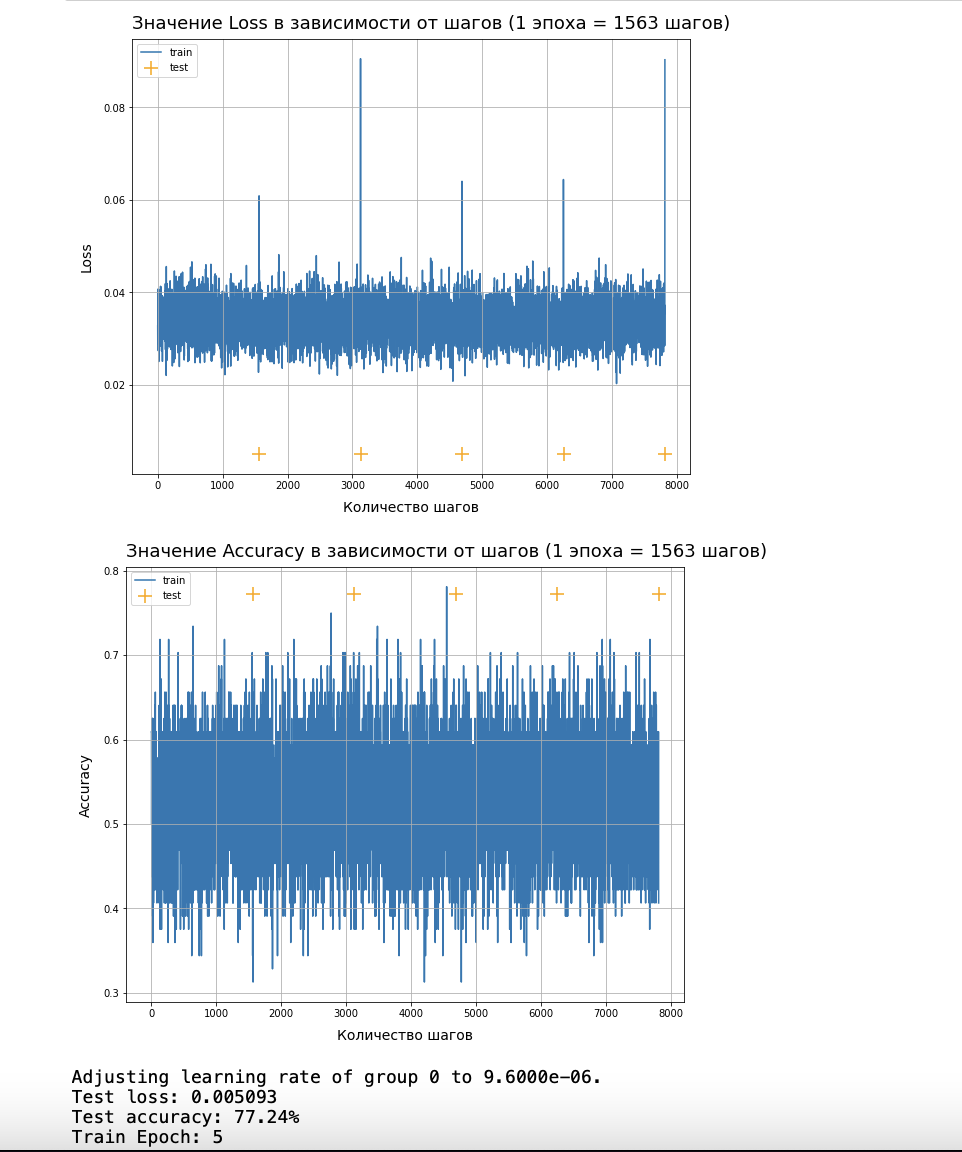 Значение Loss в зависимости от шагов (1 эпоха = 1563 шагов)
train
test
0.08
0.06
0.04
0.02
Loss
0 1000 2000 3000 4000 5000 6000 7000 8000
Количество шагов
Значение Accuracy в зависимости от шагов (1 эпоха = 1563 шагов)
train
test
0.8
0.7
0.6
0.5
0.4
0.3
Accuracy
0 1000 2000 3000 4000 5000 6000 7000 8000
Количество шагов
Adjusting learning rate of group 0 to 9.6000e-06.
Test loss: 0.005093
Test accuracy: 77.24%
Train Epoch: 5